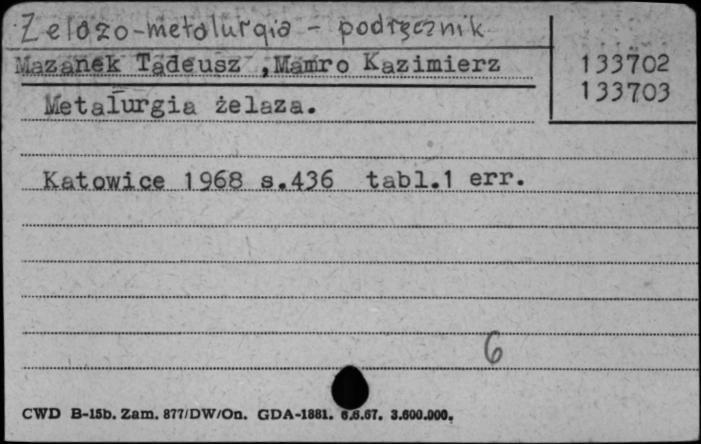 Żelazo-metalurgia - podręcznik
Mazanek Tadeusz ,Mamro Kazimierz
133702
133703
Metalurgia żelaza.
Katowice 1968 s.436 tabl.1 err.
6
CWD B-15b. Zam. 877/DW/On. GDA-1881. 6.6.67. 3.600.000.